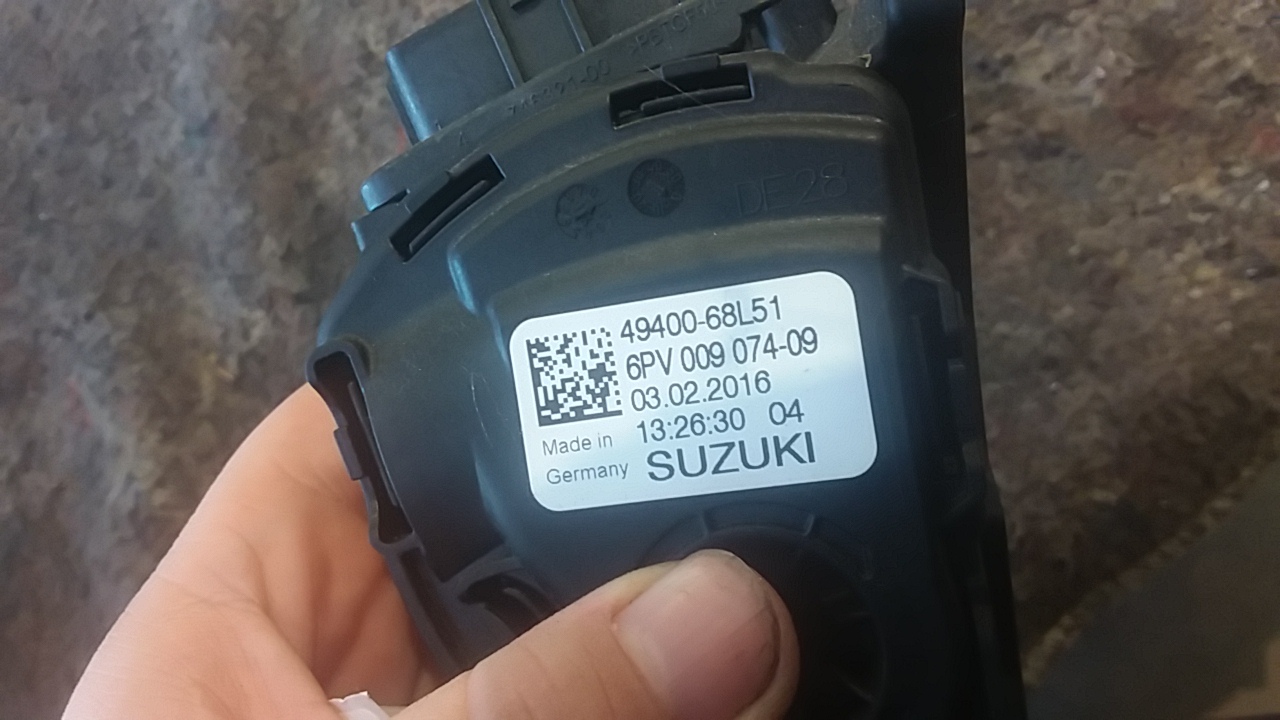 DE28
49400-68L51
6PV 009 074-09
03.02.2016
13:26:30 04
Made in
Germany
SUZUKI